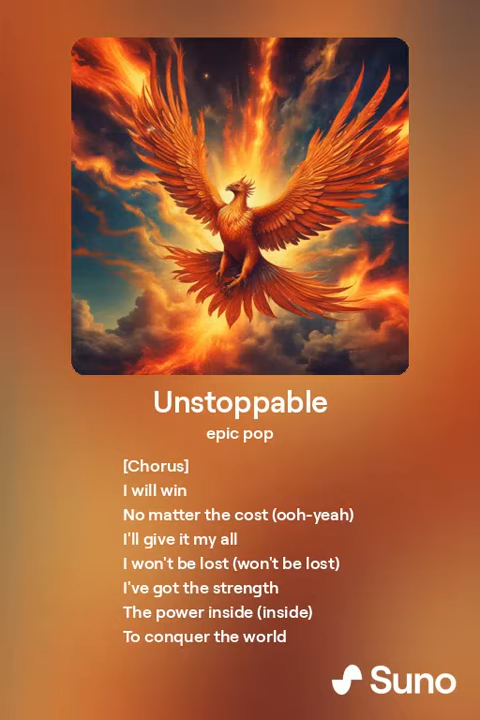 Unstoppable
epic pop
[Chorus]
I will win
No matter the cost (ooh-yeah)
I'll give it my all
I won't be lost (won't be lost)
I've got the strength
The power inside (inside)
To conquer the world
Suno